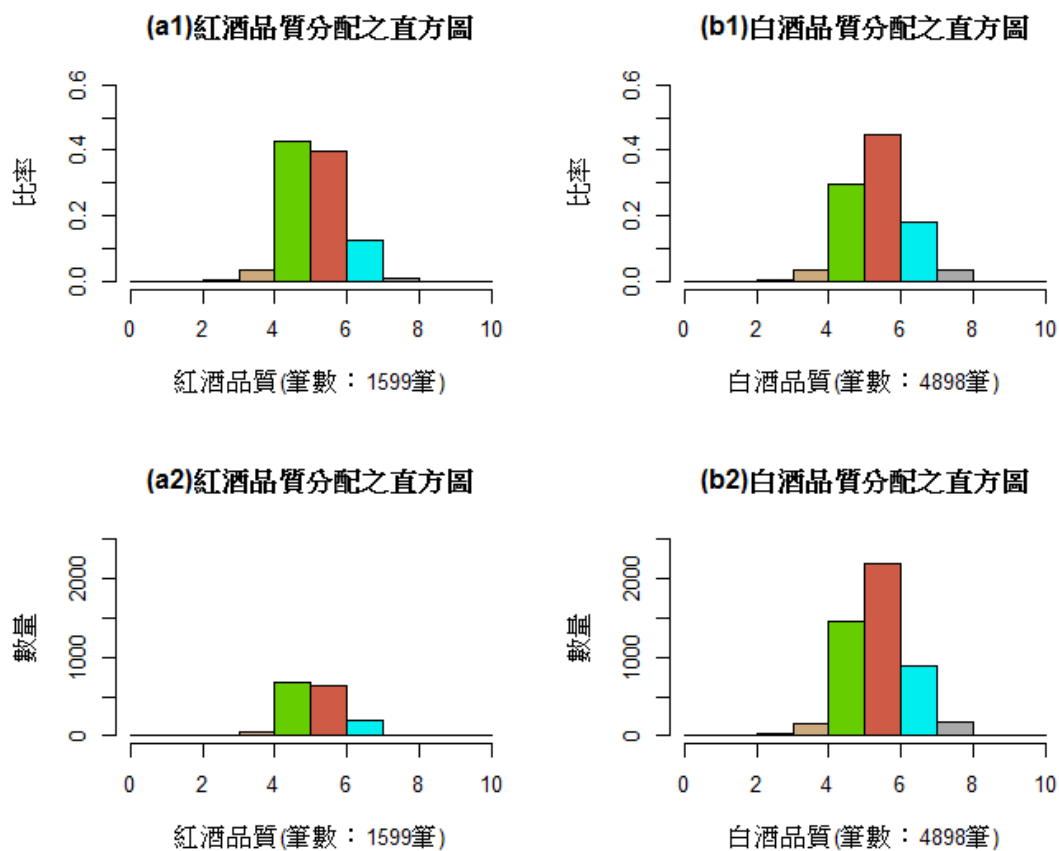 (a1)紅酒品質分配之直方圖
比率
0.0 0.2 0.4 0.6
0 2 4 6 8 10
紅酒品質(筆數：1599筆)
(b1)白酒品質分配之直方圖
比率
0.0 0.2 0.4 0.6
0 2 4 6 8 10
白酒品質(筆數：4898筆)
(a2)紅酒品質分配之直方圖
數量
0 1000 2000
0 2 4 6 8 10
紅酒品質(筆數：1599筆)
(b2)白酒品質分配之直方圖
數量
0 1000 2000
0 2 4 6 8 10
白酒品質(筆數：4898筆)